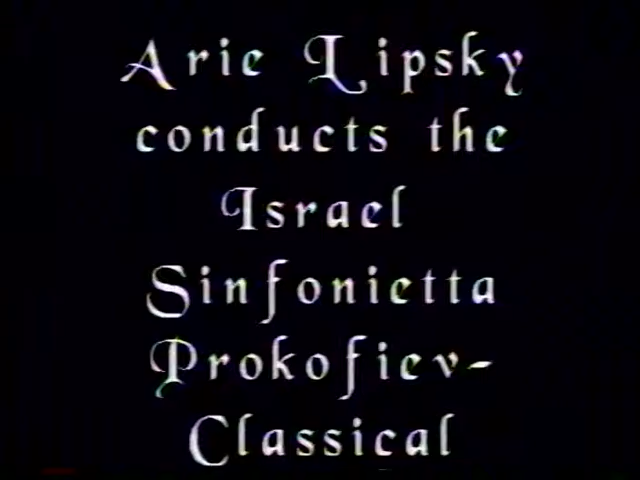 Arie Lipsky
conducts the
Israel
Sinfonietta
Prokofiev-
Classical